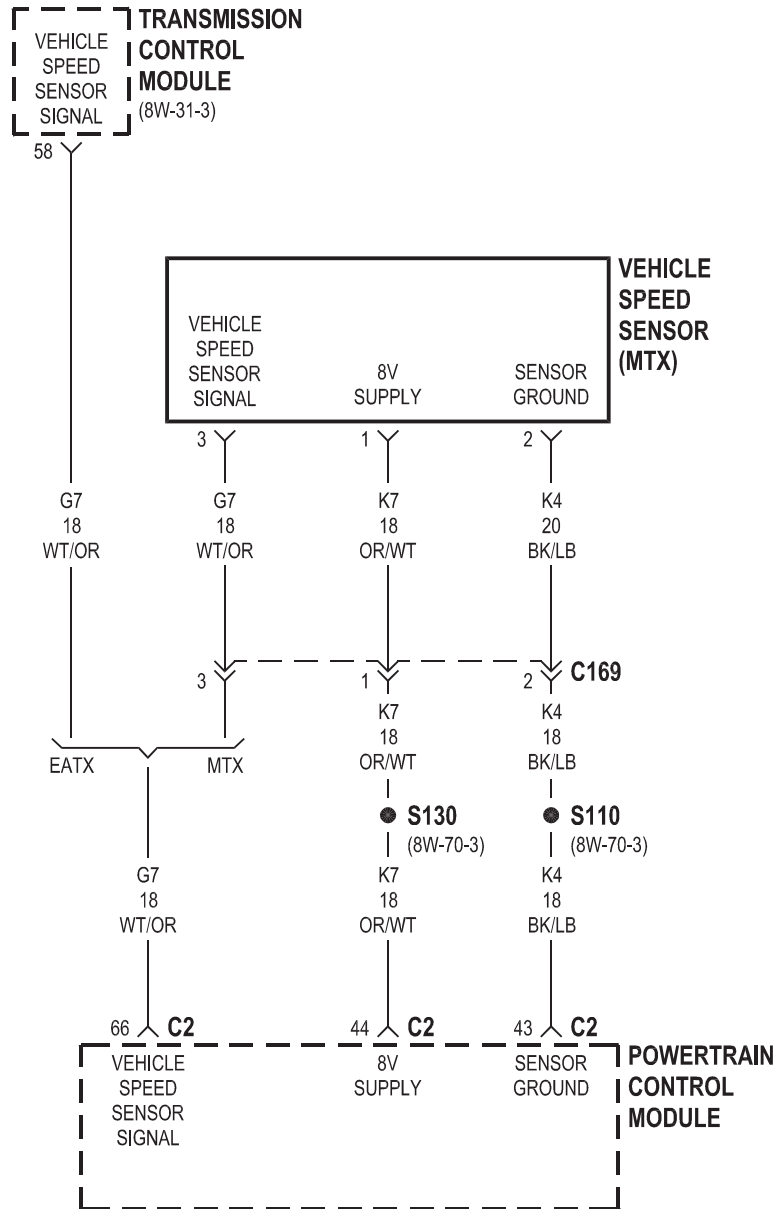 TRANSMISSION
CONTROL
MODULE
(8W-31-3)
VEHICLE
SPEED
SENSOR
SIGNAL
58
VEHICLE
SPEED
SENSOR
(MTX)
VEHICLE
SPEED
SENSOR
SIGNAL
8V
SUPPLY
SENSOR
GROUND
3
1
2
G7
18
WT/OR
G7
18
WT/OR
K7
18
OR/WT
K4
20
BK/LB
3
1
2
C169
K7
18
OR/WT
K4
18
BK/LB
EATX
MTX
S130
(8W-70-3)
S110
(8W-70-3)
G7
18
WT/OR
K7
18
OR/WT
K4
18
BK/LB
66
C2
44
C2
43
C2
VEHICLE
SPEED
SENSOR
SIGNAL
8V
SUPPLY
SENSOR
GROUND
POWERTRAIN
CONTROL
MODULE